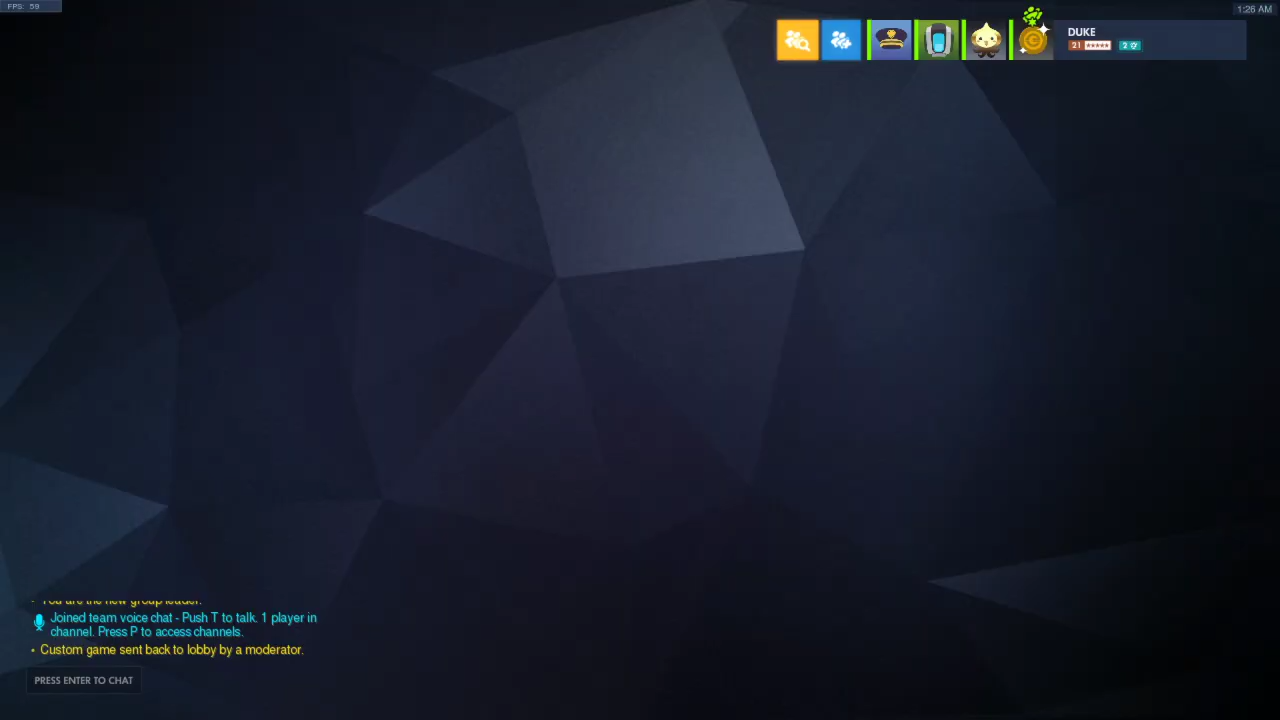 FPS: 59
1:26 AM
DUKE
21 ★★★★★ 2
You are the new group leader.
Joined team voice chat - Push T to talk. 1 player in
channel. Press P to access channels.
Custom game sent back to lobby by a moderator.
PRESS ENTER TO CHAT